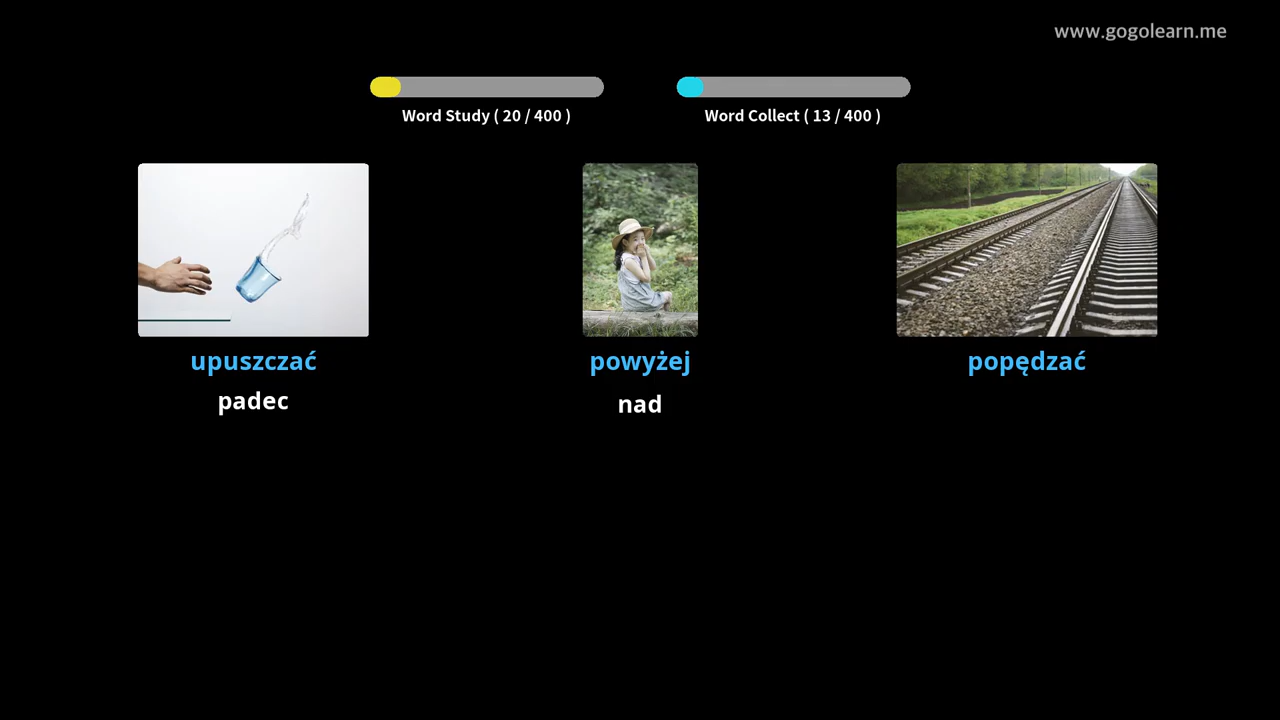 www.gogolearn.me
Word Study ( 20 / 400 )
Word Collect ( 13 / 400 )
upuszczać
powyżej
popędzać
padec
nad